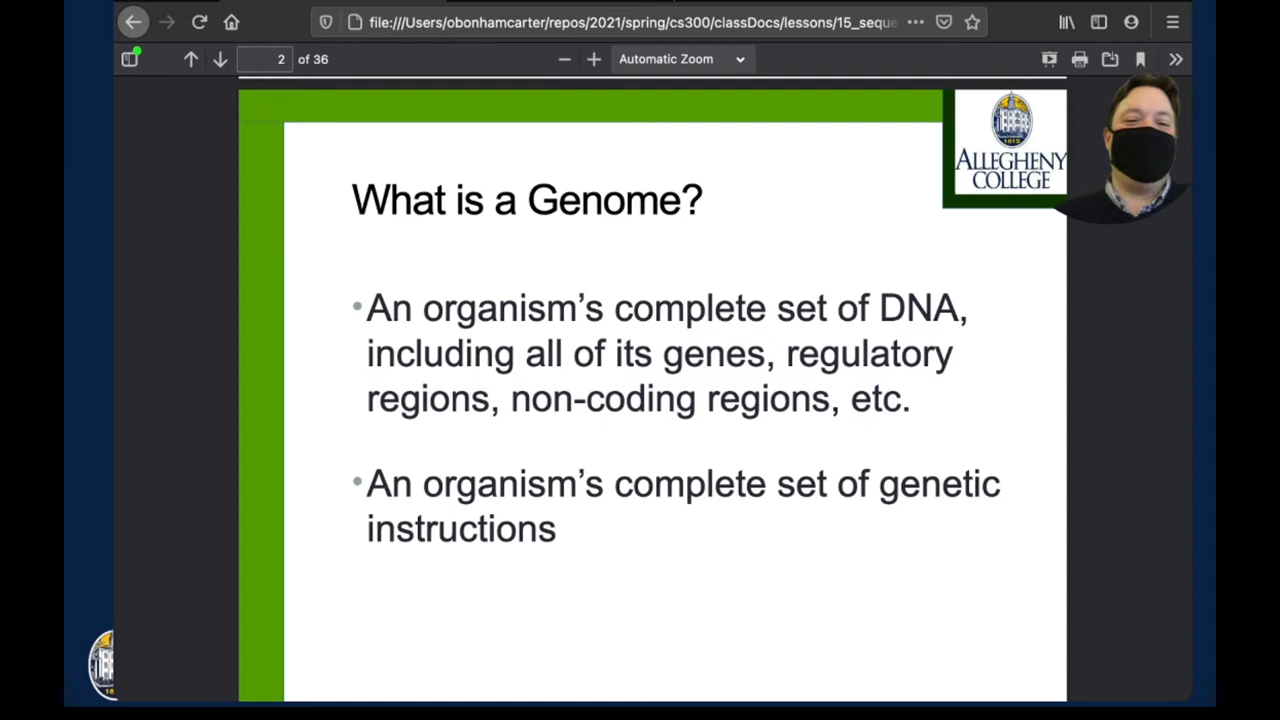 file:///Users/obonhamcarter/repos/2021/spring/cs300/classDocs/lessons/15_seque
2 of 36
Automatic Zoom
1815
ALLEGHENY
COLLEGE
What is a Genome?
•An organism's complete set of DNA,
including all of its genes, regulatory
regions, non-coding regions, etc.
•An organism's complete set of genetic
instructions